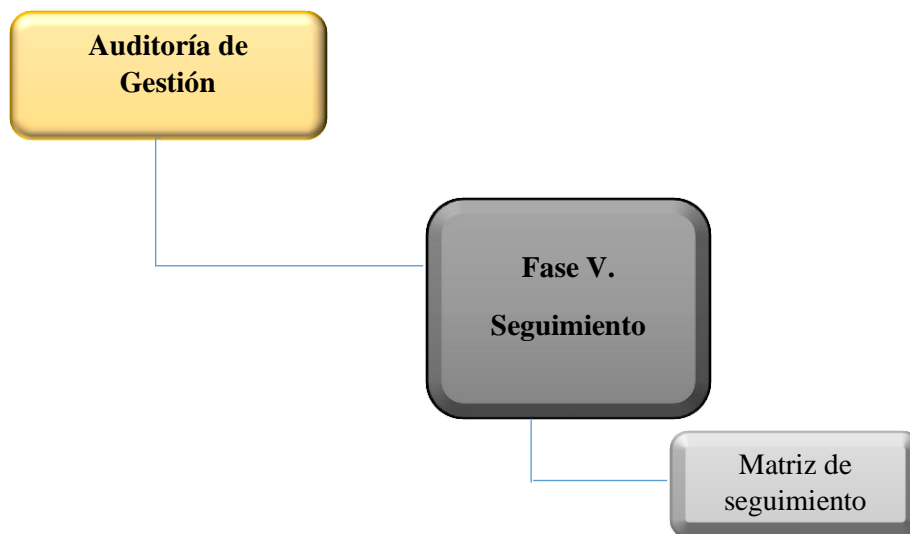 Auditoría de
Gestión
Fase V.
Seguimiento
Matriz de
seguimiento